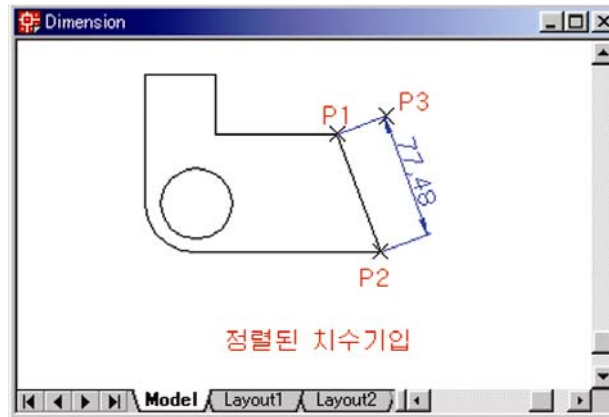 Dimension
P1
P3
77.48
P2
정렬된 치수기입
Model Layout1 Layout2